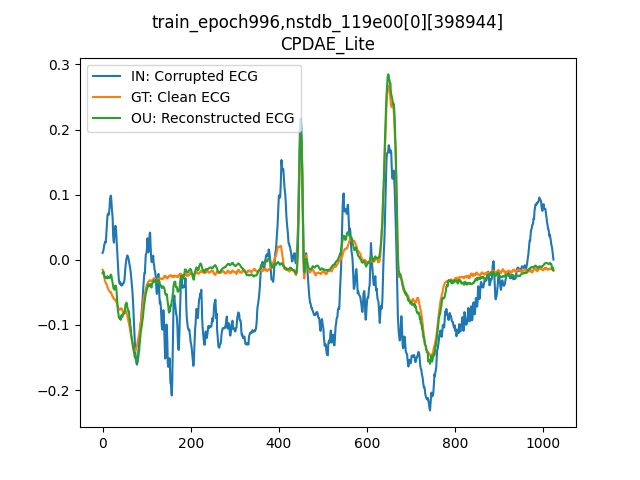 train_epoch996,nstdb_119e00[0][398944]
CPDAE_Lite
IN: Corrupted ECG
GT: Clean ECG
OU: Reconstructed ECG
0.3
0.2
0.1
0.0
−0.1
−0.2
0 200 400 600 800 1000